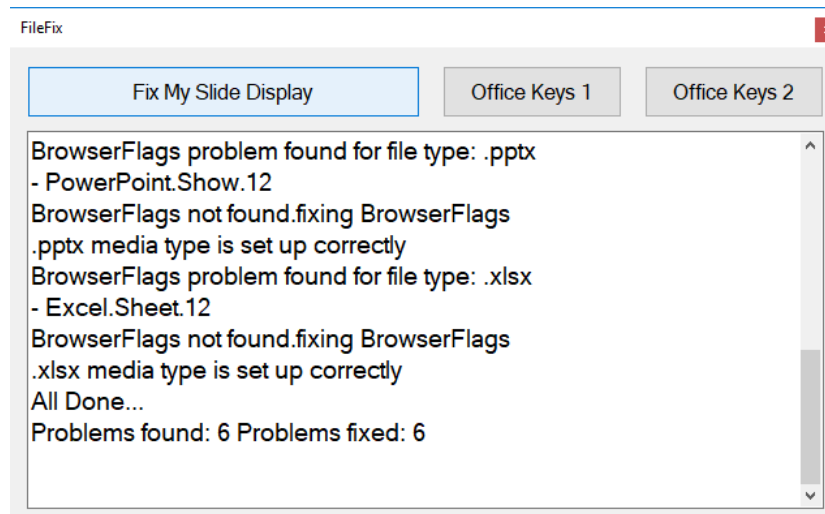 FileFix
Fix My Slide Display
Office Keys 1
Office Keys 2
BrowserFlags problem found for file type: .pptx
- PowerPoint.Show.12
BrowserFlags not found.fixing BrowserFlags
.pptx media type is set up correctly
BrowserFlags problem found for file type: .xlsx
- Excel.Sheet.12
BrowserFlags not found.fixing BrowserFlags
.xlsx media type is set up correctly
All Done...
Problems found: 6 Problems fixed: 6